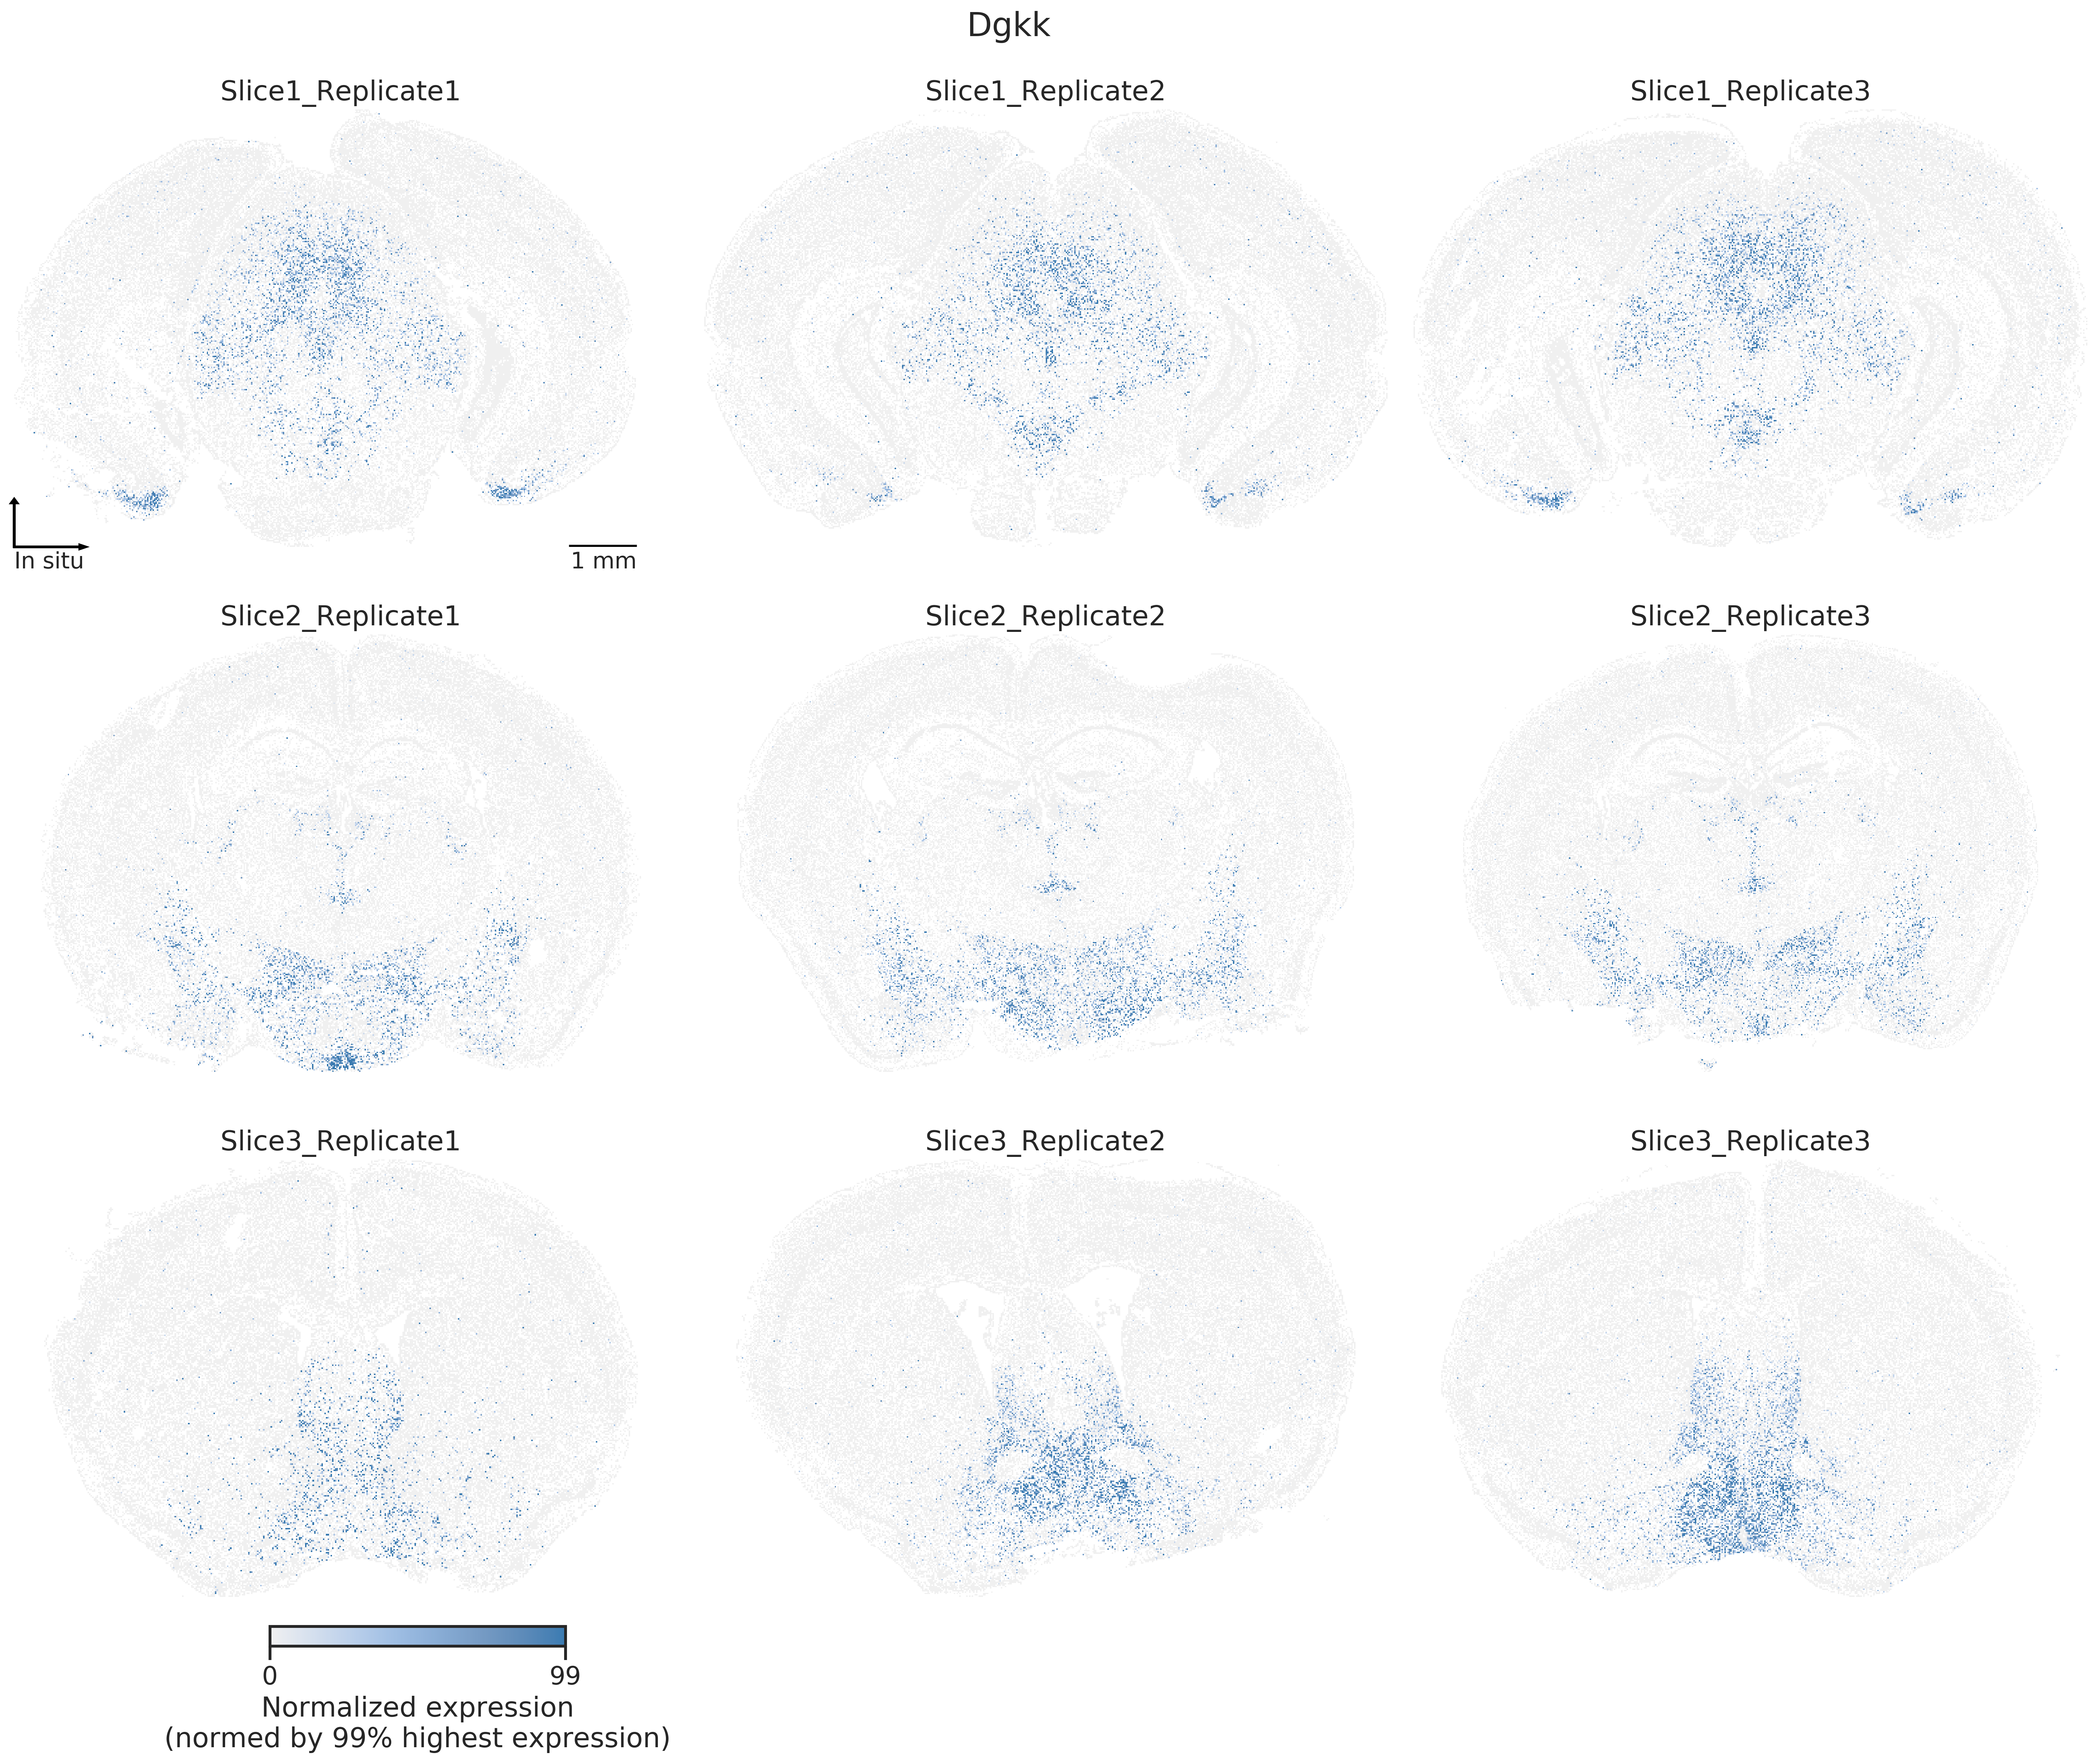 Dgkk
Slice1_Replicate1
Slice1_Replicate2
Slice1_Replicate3
In situ
1 mm
Slice2_Replicate1
Slice2_Replicate2
Slice2_Replicate3
Slice3_Replicate1
Slice3_Replicate2
Slice3_Replicate3
0
99
Normalized expression
(normed by 99% highest expression)